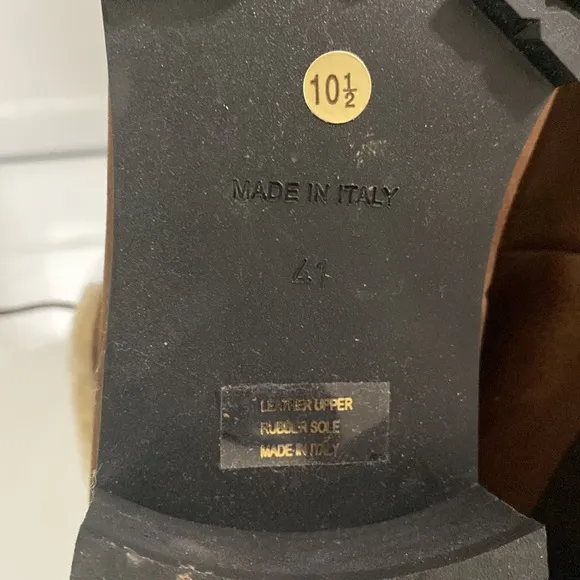 10½
MADE IN ITALY
41
LEATHER UPPER
RUBBER SOLE
MADE IN ITALY